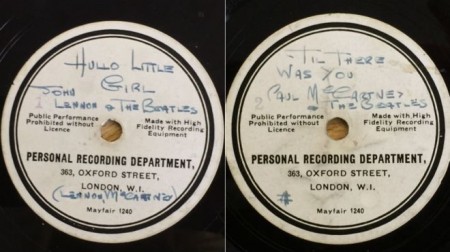 HULLO LITTLE
GIRL
JOHN
1 LENNON & THE BEATLES
Public Performance
Prohibited without
Licence
Made with High
Fidelity Recording
Equipment
PERSONAL RECORDING DEPARTMENT,
363, OXFORD STREET,
LONDON, W.I.
(LENNON, McCARTNEY)
Mayfair 1240
'TIL THERE
WAS YOU
2 PAUL McCARTNEY
& THE BEATLES
Public Performance
Prohibited without
Licence
Made with High
Fidelity Recording
Equipment
PERSONAL RECORDING DEPARTMENT,
363, OXFORD STREET,
LONDON, W.I.
Mayfair 1240